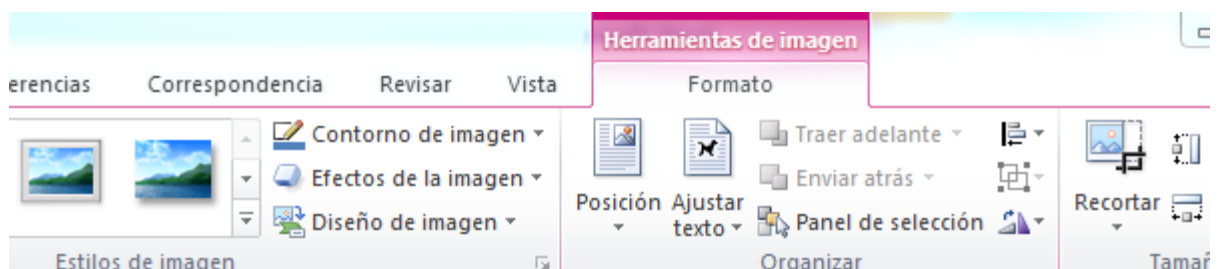 Herramientas de imagen
erencias Correspondencia Revisar Vista Formato
Contorno de imagen
Efectos de la imagen
Diseño de imagen
Estilos de imagen
Posición
Ajustar
texto
Traer adelante
Enviar atrás
Panel de selección
Organizar
Recortar
Tamañ